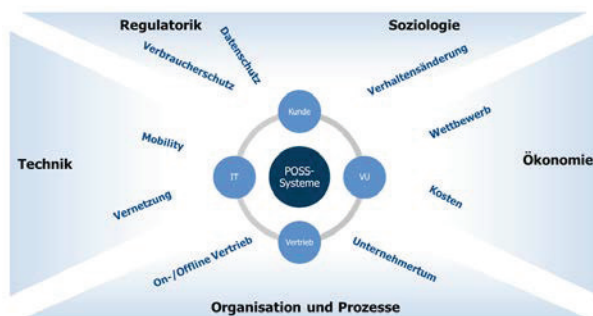 Regulatorik
Soziologie
Datenschutz
Verbraucherschutz
Verhaltensänderung
Kunde
Wettbewerb
Mobility
Technik
IT
POSS-
Systeme
VU
Ökonomie
Vernetzung
Kosten
Vertrieb
On-/Offline Vertrieb
Unternehmertum
Organisation und Prozesse